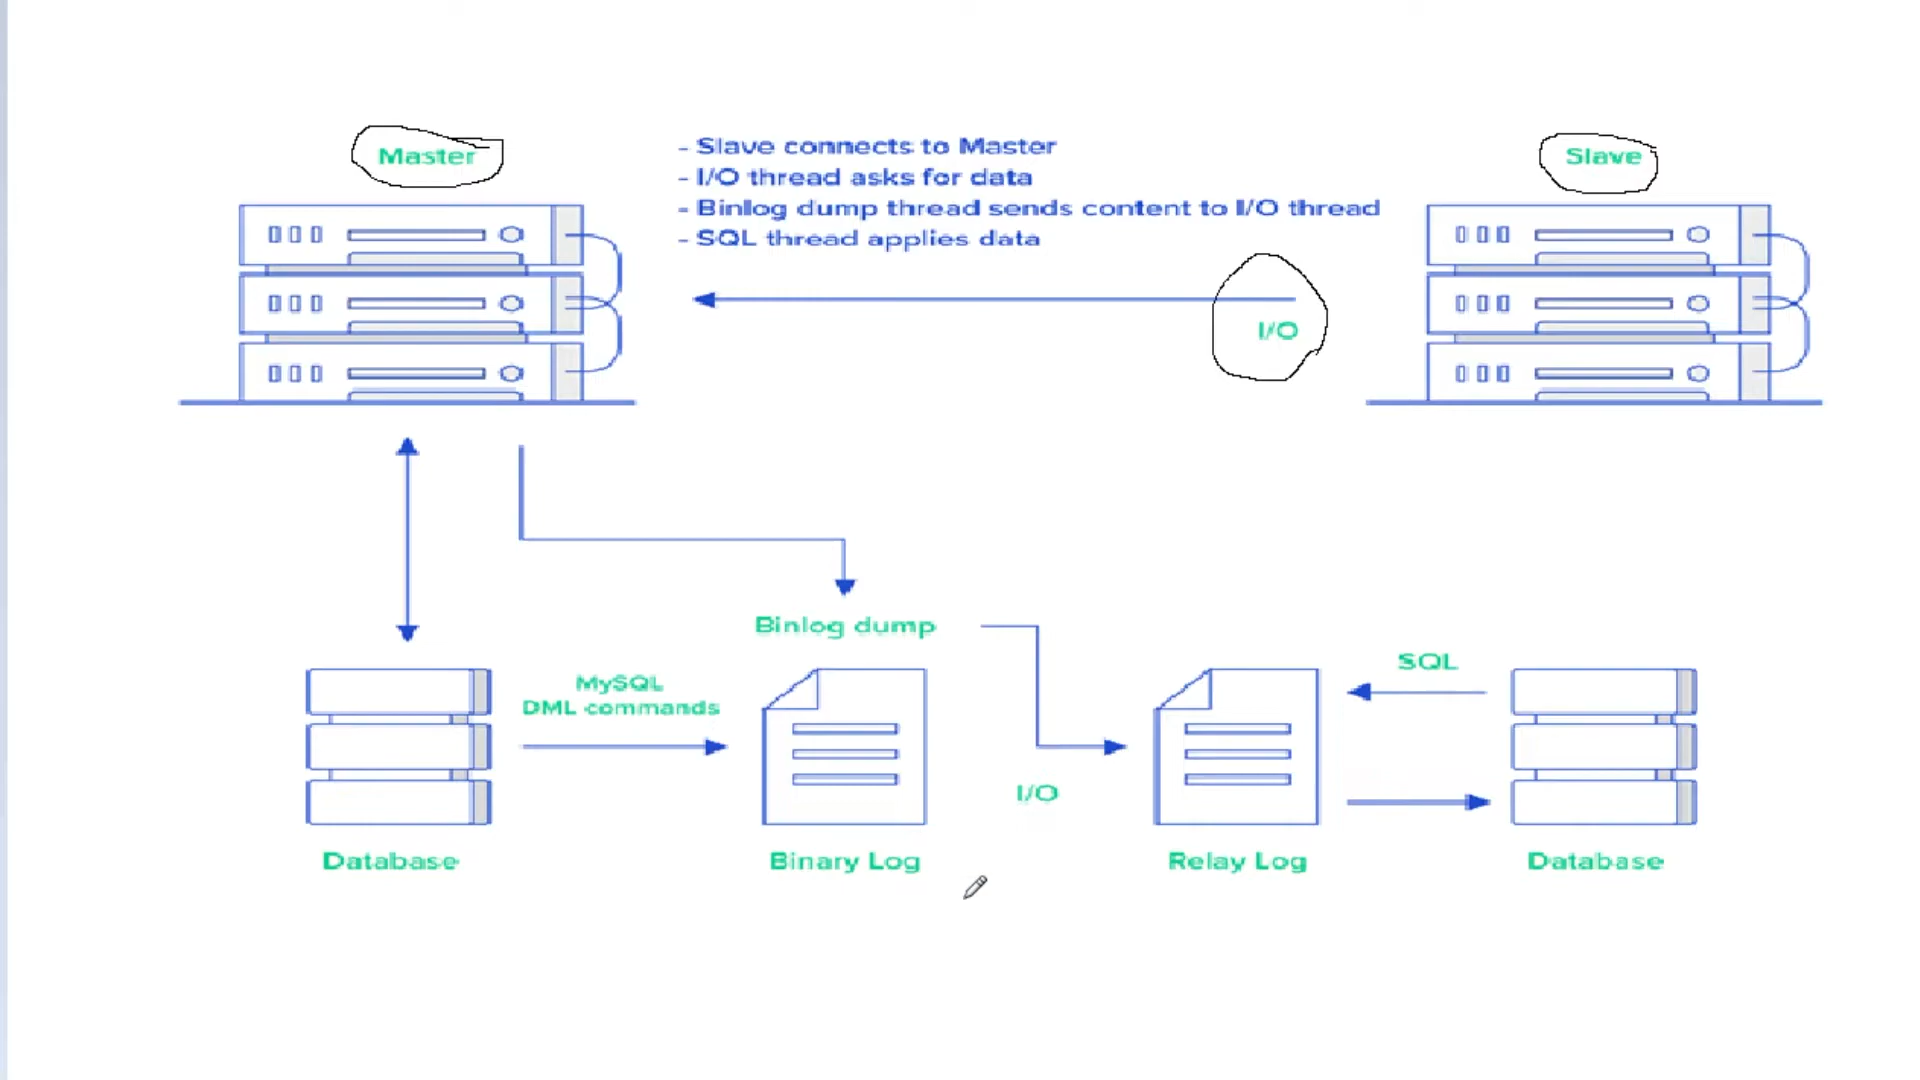 Master
- Slave connects to Master
- I/O thread asks for data
- Binlog dump thread sends content to I/O thread
- SQL thread applies data
Slave
I/O
Binlog dump
MySQL
DML commands
SQL
I/O
Database
Binary Log
Relay Log
Database